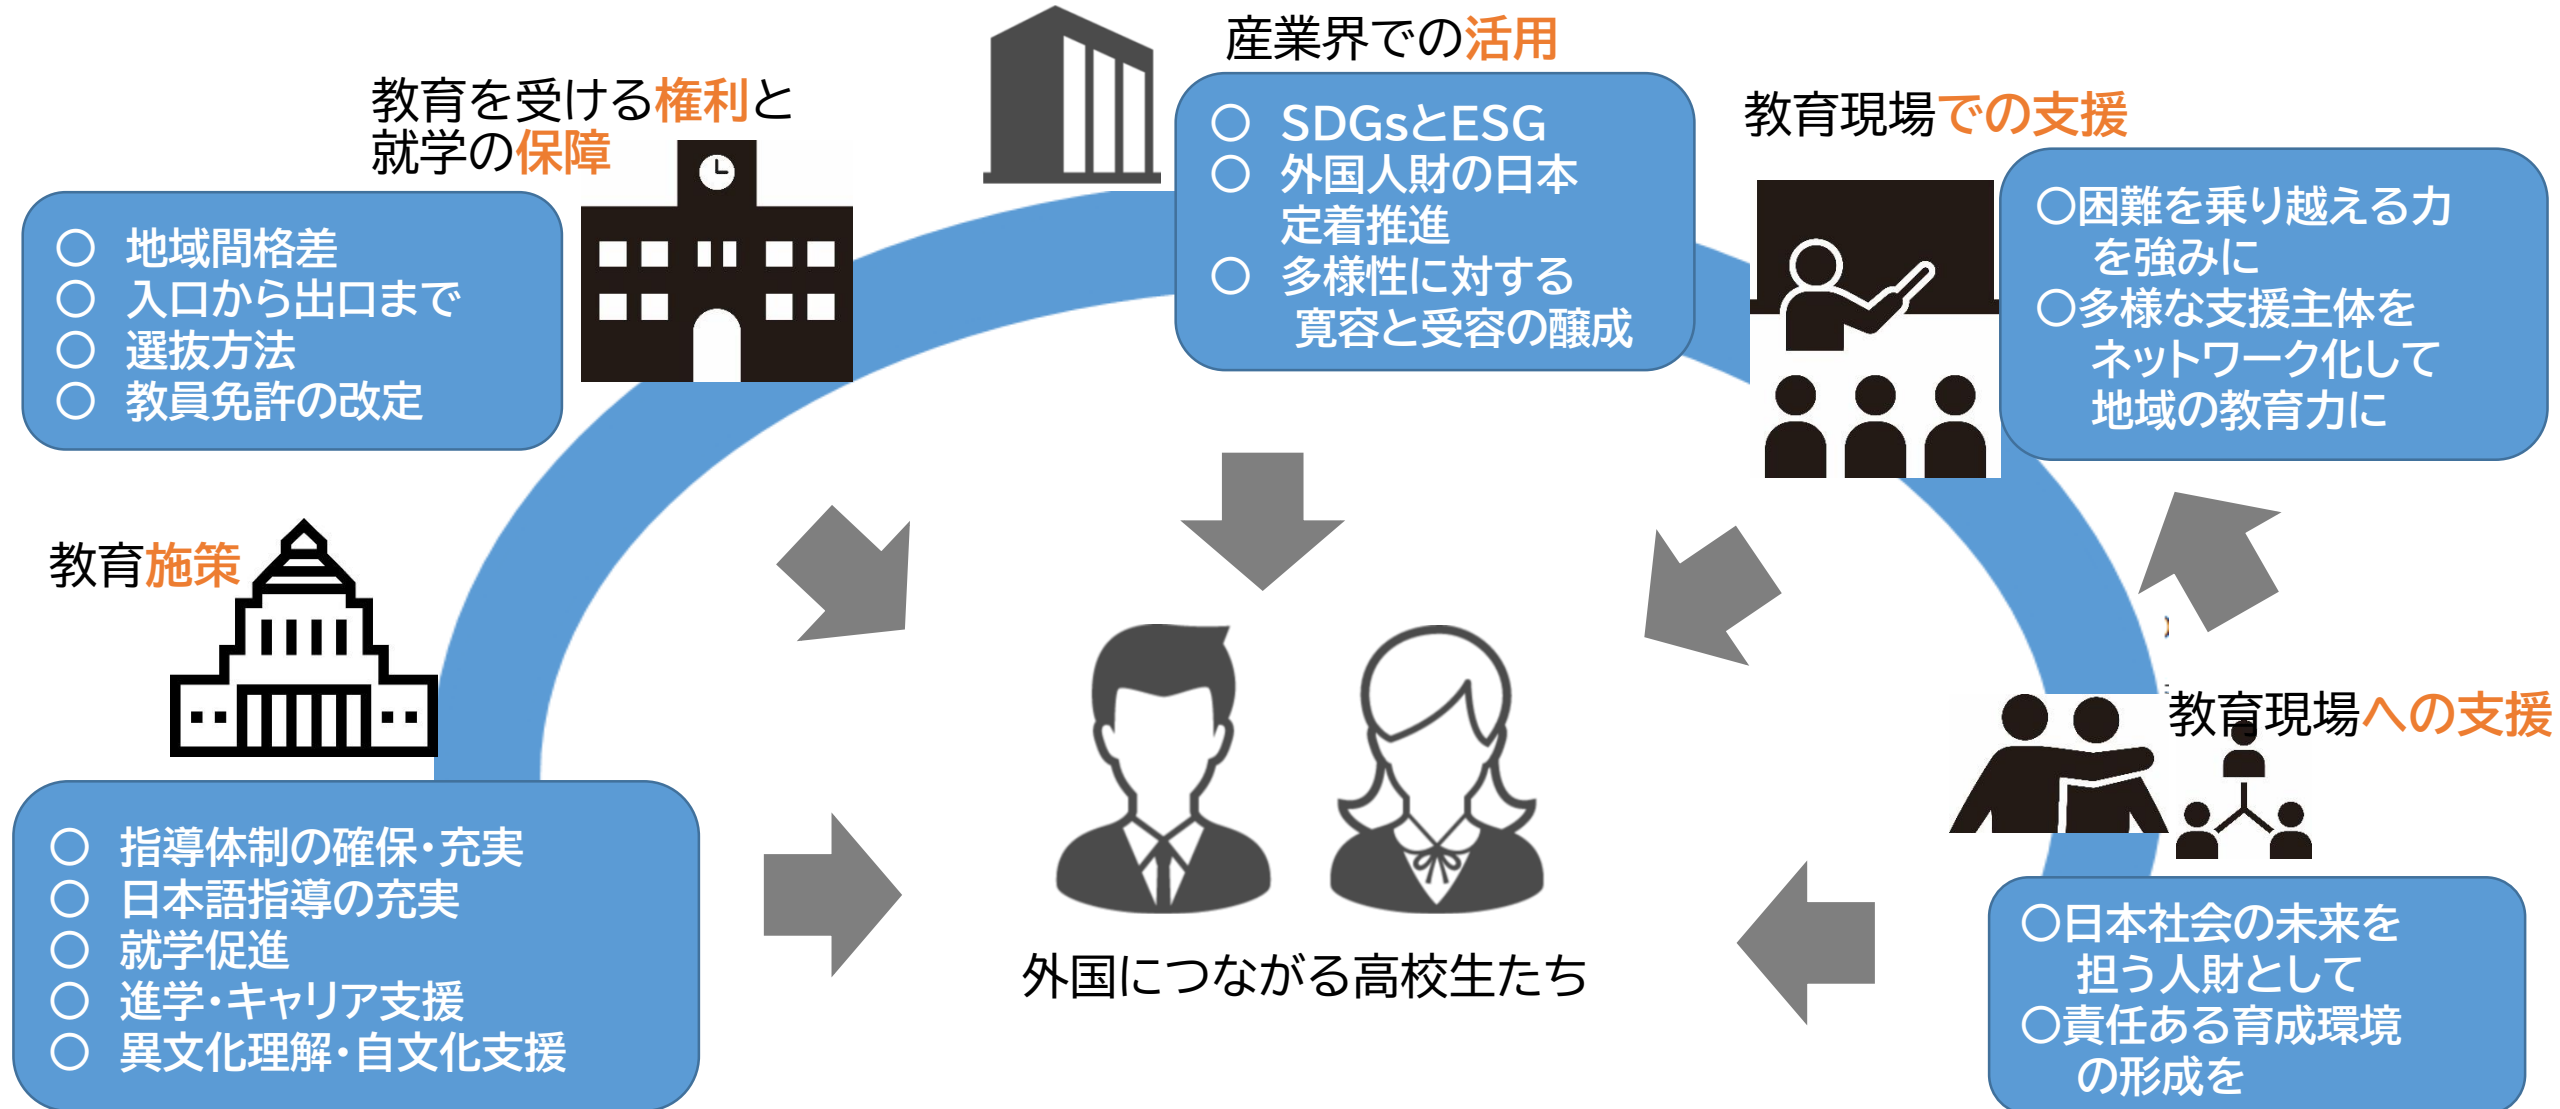 産業界での活用
○ SDGsとESG
○ 外国人財の日本
定着推進
○ 多様性に対する
寛容と受容の醸成
教育を受ける権利と
就学の保障
○ 地域間格差
○ 入口から出口まで
○ 選抜方法
○ 教員免許の改定
教育現場での支援
○困難を乗り越える力
を強みに
○多様な支援主体を
ネットワーク化して
地域の教育力に
教育施策
○ 指導体制の確保・充実
○ 日本語指導の充実
○ 就学促進
○ 進学・キャリア支援
○ 異文化理解・自文化支援
外国につながる高校生たち
教育現場への支援
○日本社会の未来を
担う人財として
○責任ある育成環境
の形成を